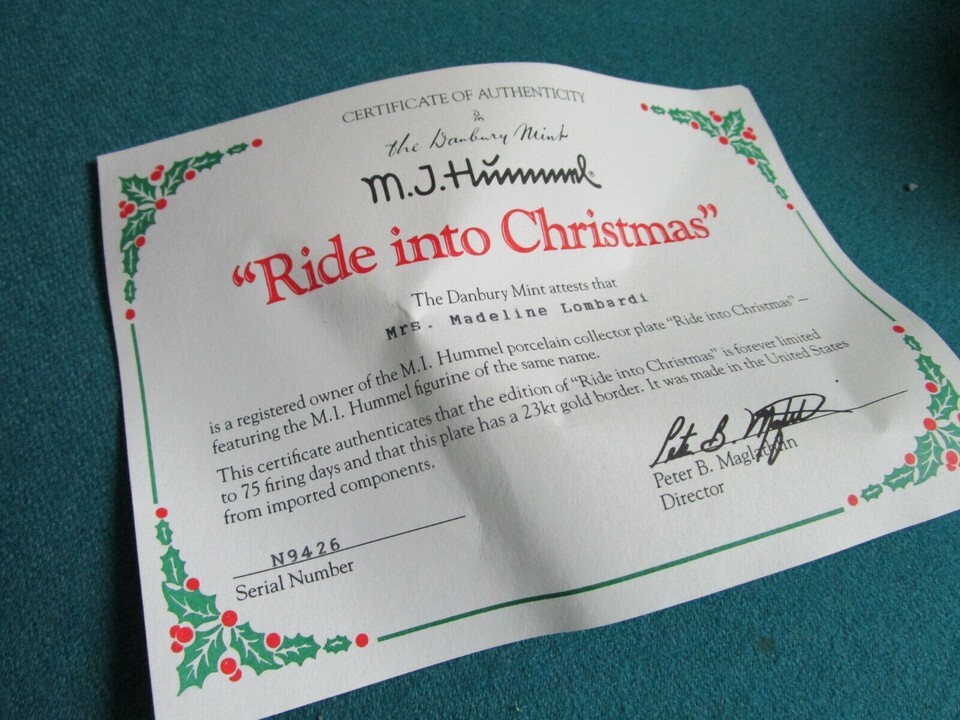 CERTIFICATE OF AUTHENTICITY
the Danbury Mint
M.J. Hummel
“Ride into Christmas”
The Danbury Mint attests that
Mrs. Madeline Lombardi
is a registered owner of the M.I. Hummel porcelain collector plate “Ride into Christmas” —
featuring the M.I. Hummel figurine of the same name.
This certificate authenticates that the edition of “Ride into Christmas” is forever limited
to 75 firing days and that this plate has a 23kt gold border. It was made in the United States
from imported components.
Peter B.
Peter B. Maglathlin
Director
N9426
Serial Number